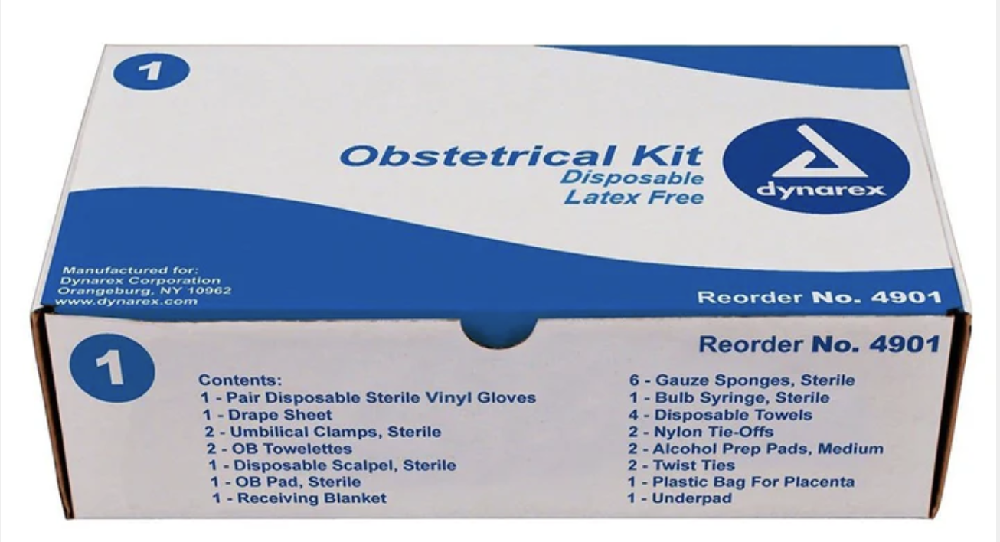 1
Obstetrical Kit
Disposable
Latex Free
dynarex
Manufactured for:
Dynarex Corporation
Orangeburg, NY 10962
www.dynarex.com
Reorder No. 4901
1
Reorder No. 4901
Contents:
1 - Pair Disposable Sterile Vinyl Gloves
1 - Drape Sheet
2 - Umbilical Clamps, Sterile
2 - OB Towelettes
1 - Disposable Scalpel, Sterile
1 - OB Pad, Sterile
1 - Receiving Blanket
6 - Gauze Sponges, Sterile
1 - Bulb Syringe, Sterile
4 - Disposable Towels
2 - Nylon Tie-Offs
2 - Alcohol Prep Pads, Medium
2 - Twist Ties
1 - Plastic Bag For Placenta
1 - Underpad